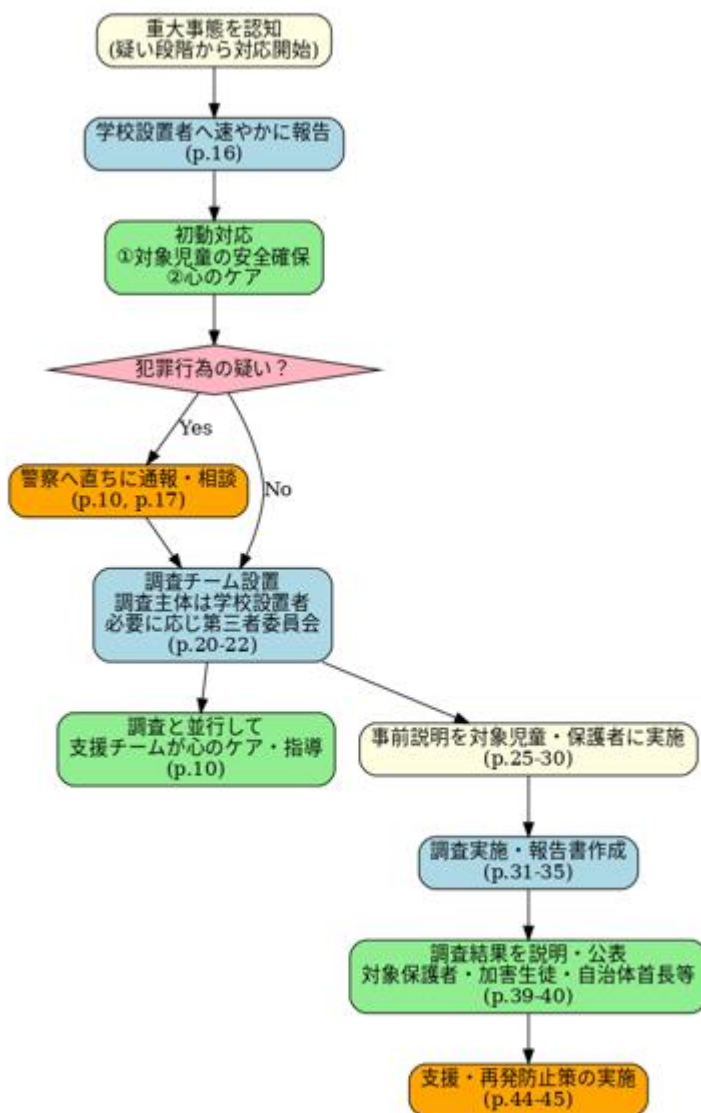 重大事態を認知
(疑い段階から対応開始)
学校設置者へ速やかに報告
(p.16)
初動対応
①対象児童の安全確保
②心のケア
犯罪行為の疑い？
Yes
警察へ直ちに通報・相談
(p.10, p.17)
No
調査チーム設置
調査主体は学校設置者
必要に応じ第三者委員会
(p.20-22)
調査と並行して
支援チームが心のケア・指導
(p.10)
事前説明を対象児童・保護者に実施
(p.25-30)
調査実施・報告書作成
(p.31-35)
調査結果を説明・公表
対象保護者・加害生徒・自治体首長等
(p.39-40)
支援・再発防止策の実施
(p.44-45)